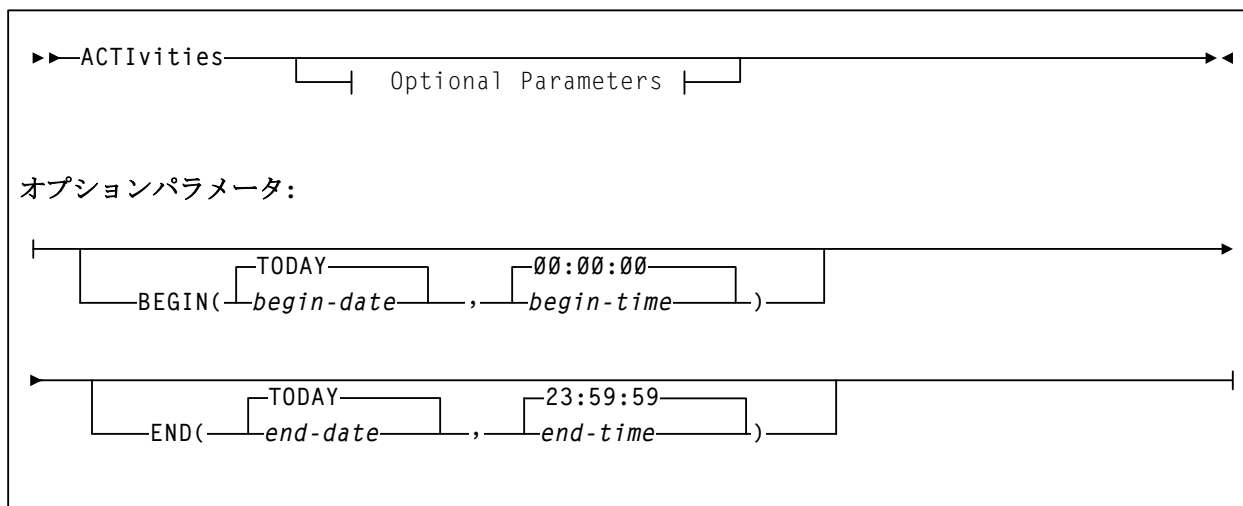 ACTIvities
Optional Parameters
オプションパラメータ:
TODAY 00:00:00
BEGIN( begin-date , begin-time )
TODAY 23:59:59
END( end-date , end-time )